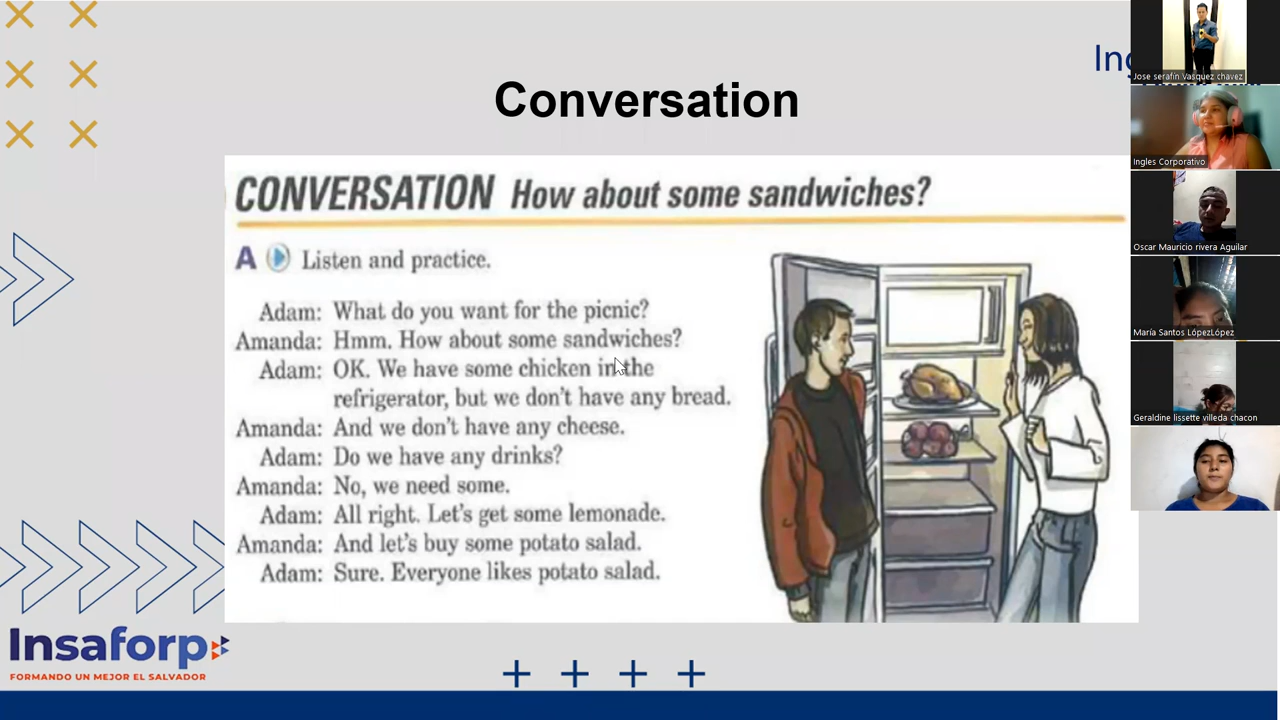 Conversation
CONVERSATION How about some sandwiches?
A Listen and practice.
Adam: What do you want for the picnic?
Amanda: Hmm. How about some sandwiches?
Adam: OK. We have some chicken in the
refrigerator, but we don't have any bread.
Amanda: And we don't have any cheese.
Adam: Do we have any drinks?
Amanda: No, we need some.
Adam: All right. Let's get some lemonade.
Amanda: And let's buy some potato salad.
Adam: Sure. Everyone likes potato salad.
Insaforp
FORMANDO UN MEJOR EL SALVADOR
Jose serafín Vasquez chavez
Ingles Corporativo
Oscar Mauricio rivera Aguilar
María Santos LópezLópez
Geraldine lissette villeda chacon